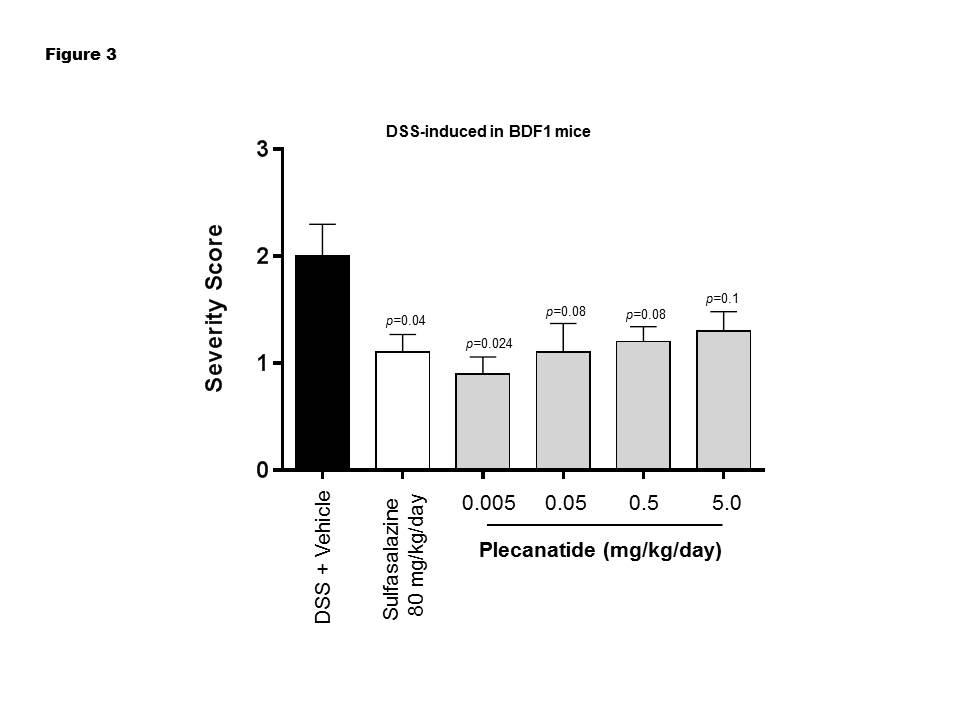 Figure 3
DSS-induced in BDF1 mice
3
2
1
0
Severity Score
p=0.04
p=0.024
p=0.08
p=0.08
p=0.1
DSS + Vehicle
Sulfasalazine
80 mg/kg/day
0.005 0.05 0.5 5.0
Plecanatide (mg/kg/day)